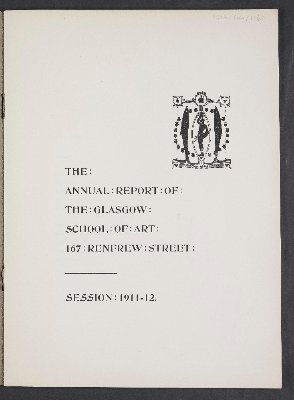 THE :
ANNUAL : REPORT : OF :
THE : GLASGOW :
SCHOOL : OF : ART :
167 : RENFREW : STREET :
SESSION : 1911-12.